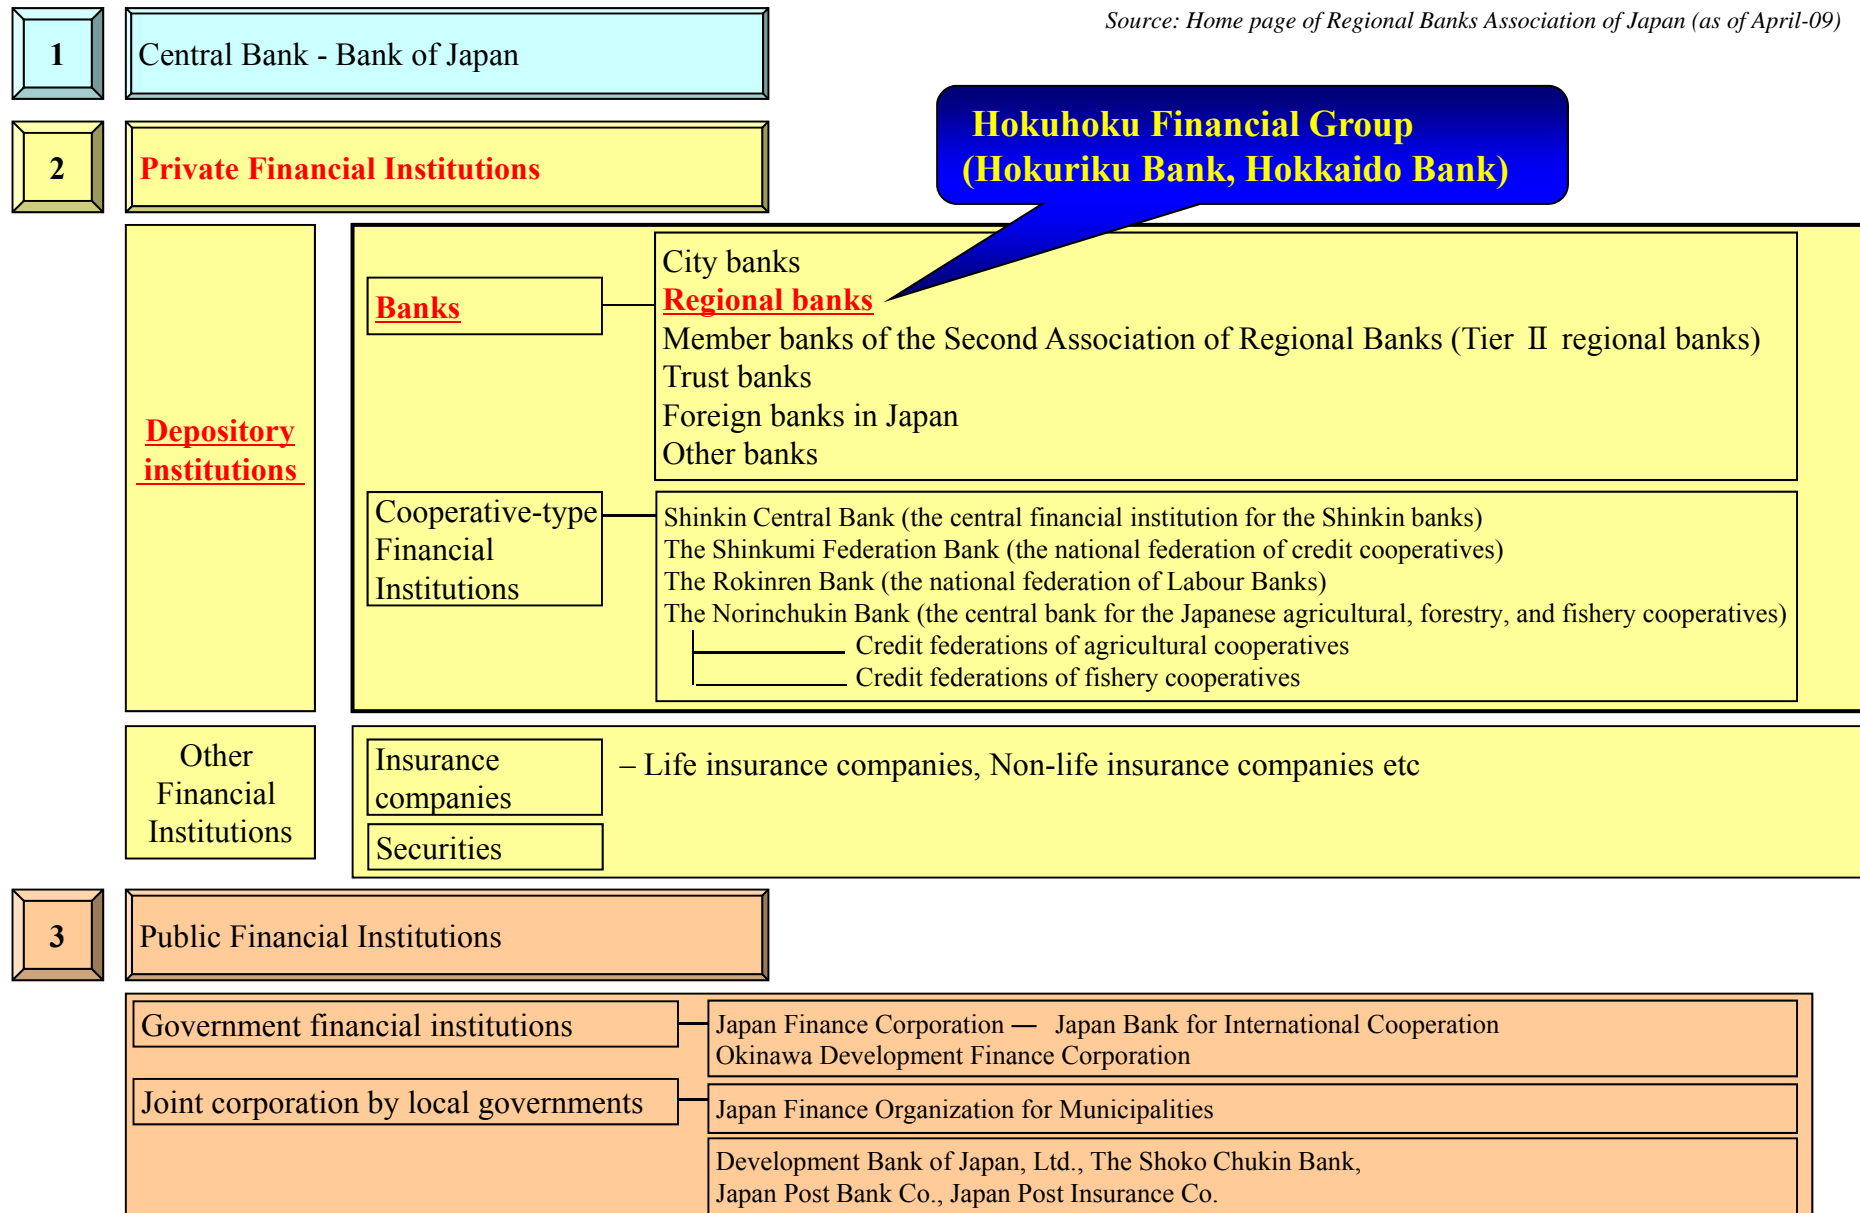 Source: Home page of Regional Banks Association of Japan (as of April-09)
1
Central Bank - Bank of Japan
Hokuhoku Financial Group
(Hokuriku Bank, Hokkaido Bank)
2
Private Financial Institutions
Depository
institutions
Banks
City banks
Regional banks
Member banks of the Second Association of Regional Banks (Tier Ⅱ regional banks)
Trust banks
Foreign banks in Japan
Other banks
Cooperative-type
Financial
Institutions
Shinkin Central Bank (the central financial institution for the Shinkin banks)
The Shinkumi Federation Bank (the national federation of credit cooperatives)
The Rokinren Bank (the national federation of Labour Banks)
The Norinchukin Bank (the central bank for the Japanese agricultural, forestry, and fishery cooperatives)
Credit federations of agricultural cooperatives
Credit federations of fishery cooperatives
Other
Financial
Institutions
Insurance
companies
– Life insurance companies, Non-life insurance companies etc
Securities
3
Public Financial Institutions
Government financial institutions
Japan Finance Corporation — Japan Bank for International Cooperation
Okinawa Development Finance Corporation
Joint corporation by local governments
Japan Finance Organization for Municipalities
Development Bank of Japan, Ltd., The Shoko Chukin Bank,
Japan Post Bank Co., Japan Post Insurance Co.